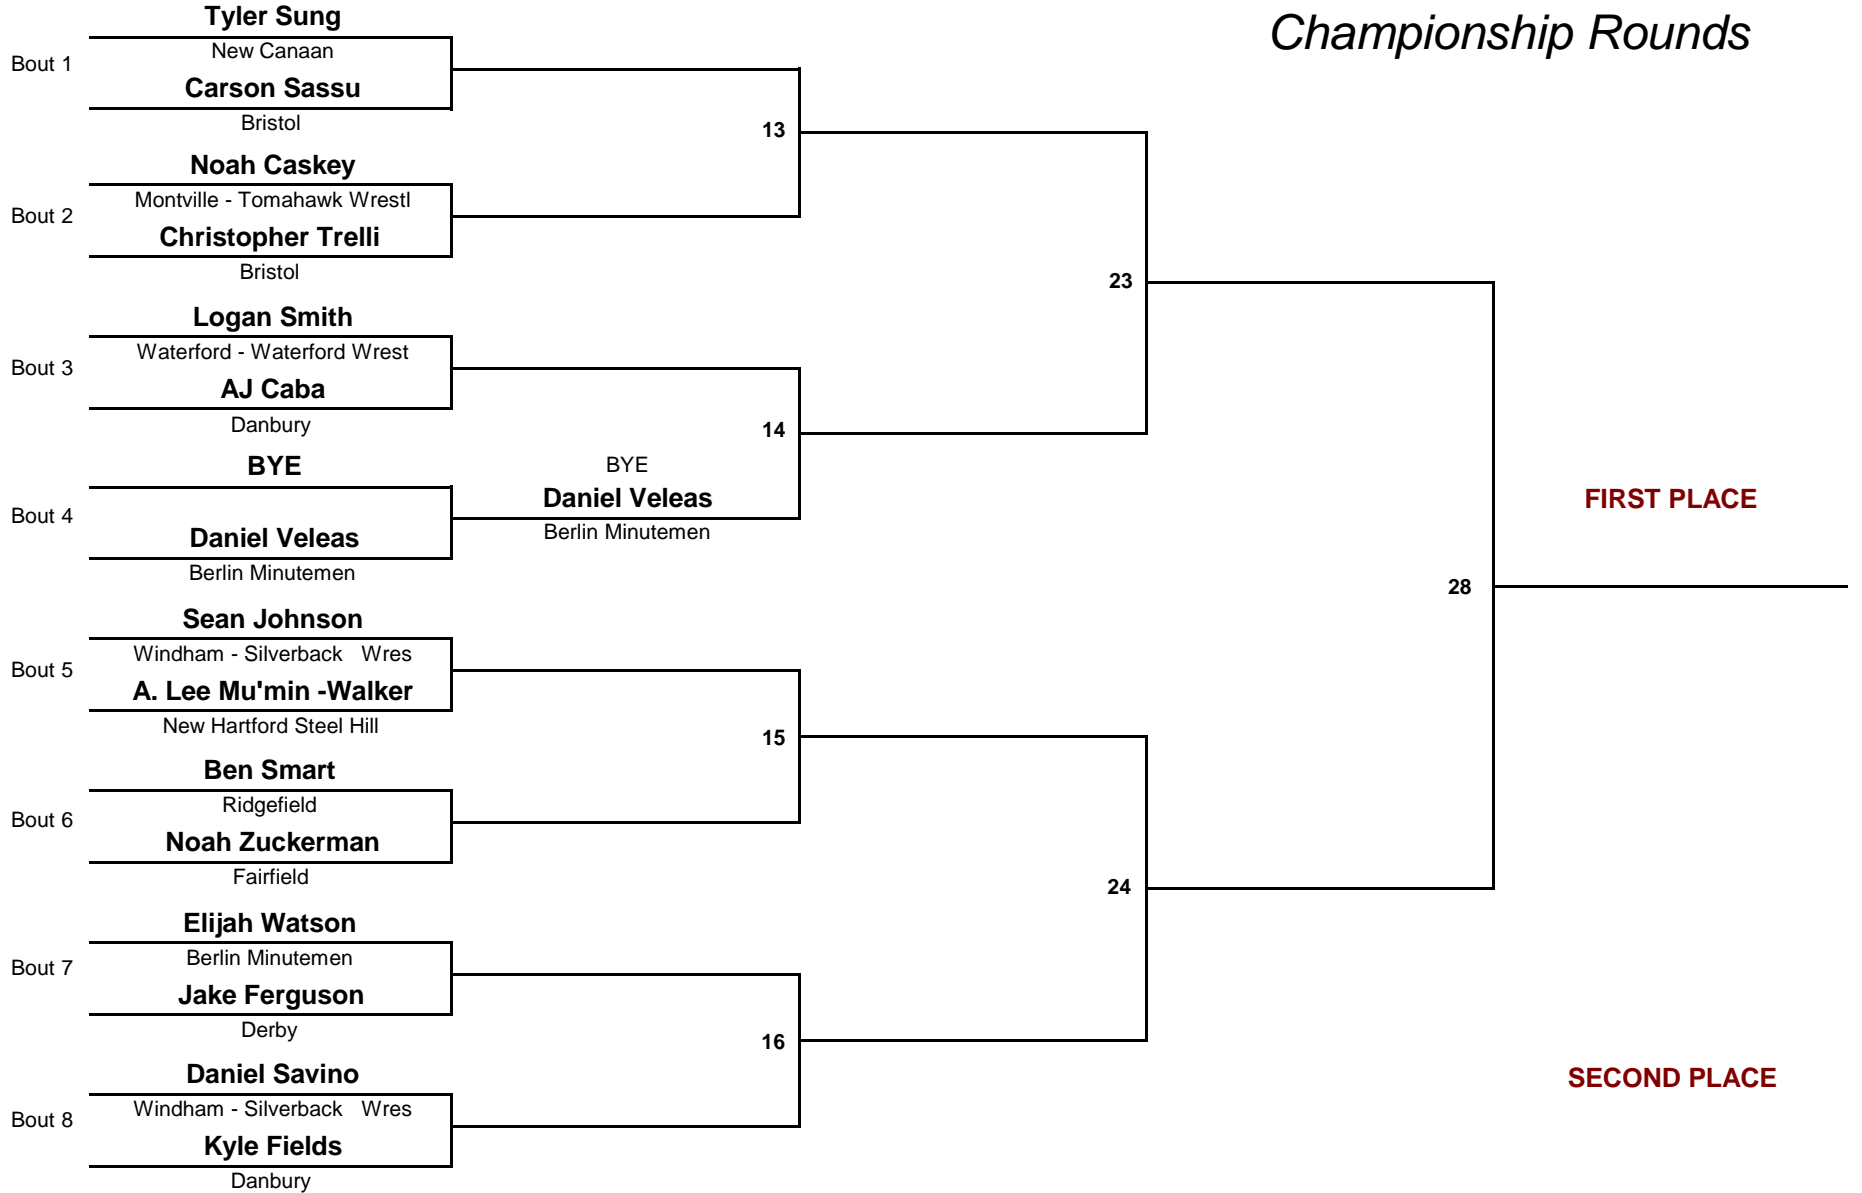 Championship Rounds
Tyler Sung
Bout 1
New Canaan
Carson Sassu
Bristol
13
Noah Caskey
Bout 2
Montville - Tomahawk Wrestl
Christopher Trelli
Bristol
23
Logan Smith
Bout 3
Waterford - Waterford Wrest
AJ Caba
Danbury
14
BYE
BYE
Bout 4
Daniel Veleas
Daniel Veleas
Berlin Minutemen
Berlin Minutemen
FIRST PLACE
28
Sean Johnson
Bout 5
Windham - Silverback Wres
A. Lee Mu'min -Walker
New Hartford Steel Hill
15
Ben Smart
Bout 6
Ridgefield
Noah Zuckerman
Fairfield
24
Elijah Watson
Bout 7
Berlin Minutemen
Jake Ferguson
Derby
16
Daniel Savino
SECOND PLACE
Bout 8
Windham - Silverback Wres
Kyle Fields
Danbury